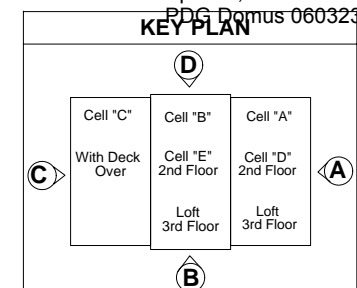 RDG Domus 060323
KEY PLAN
D
Cell "C"
With Deck
Over
Cell "B"
Cell "E"
2nd Floor
Loft
3rd Floor
Cell "A"
Cell "D"
2nd Floor
Loft
3rd Floor
C
A
B